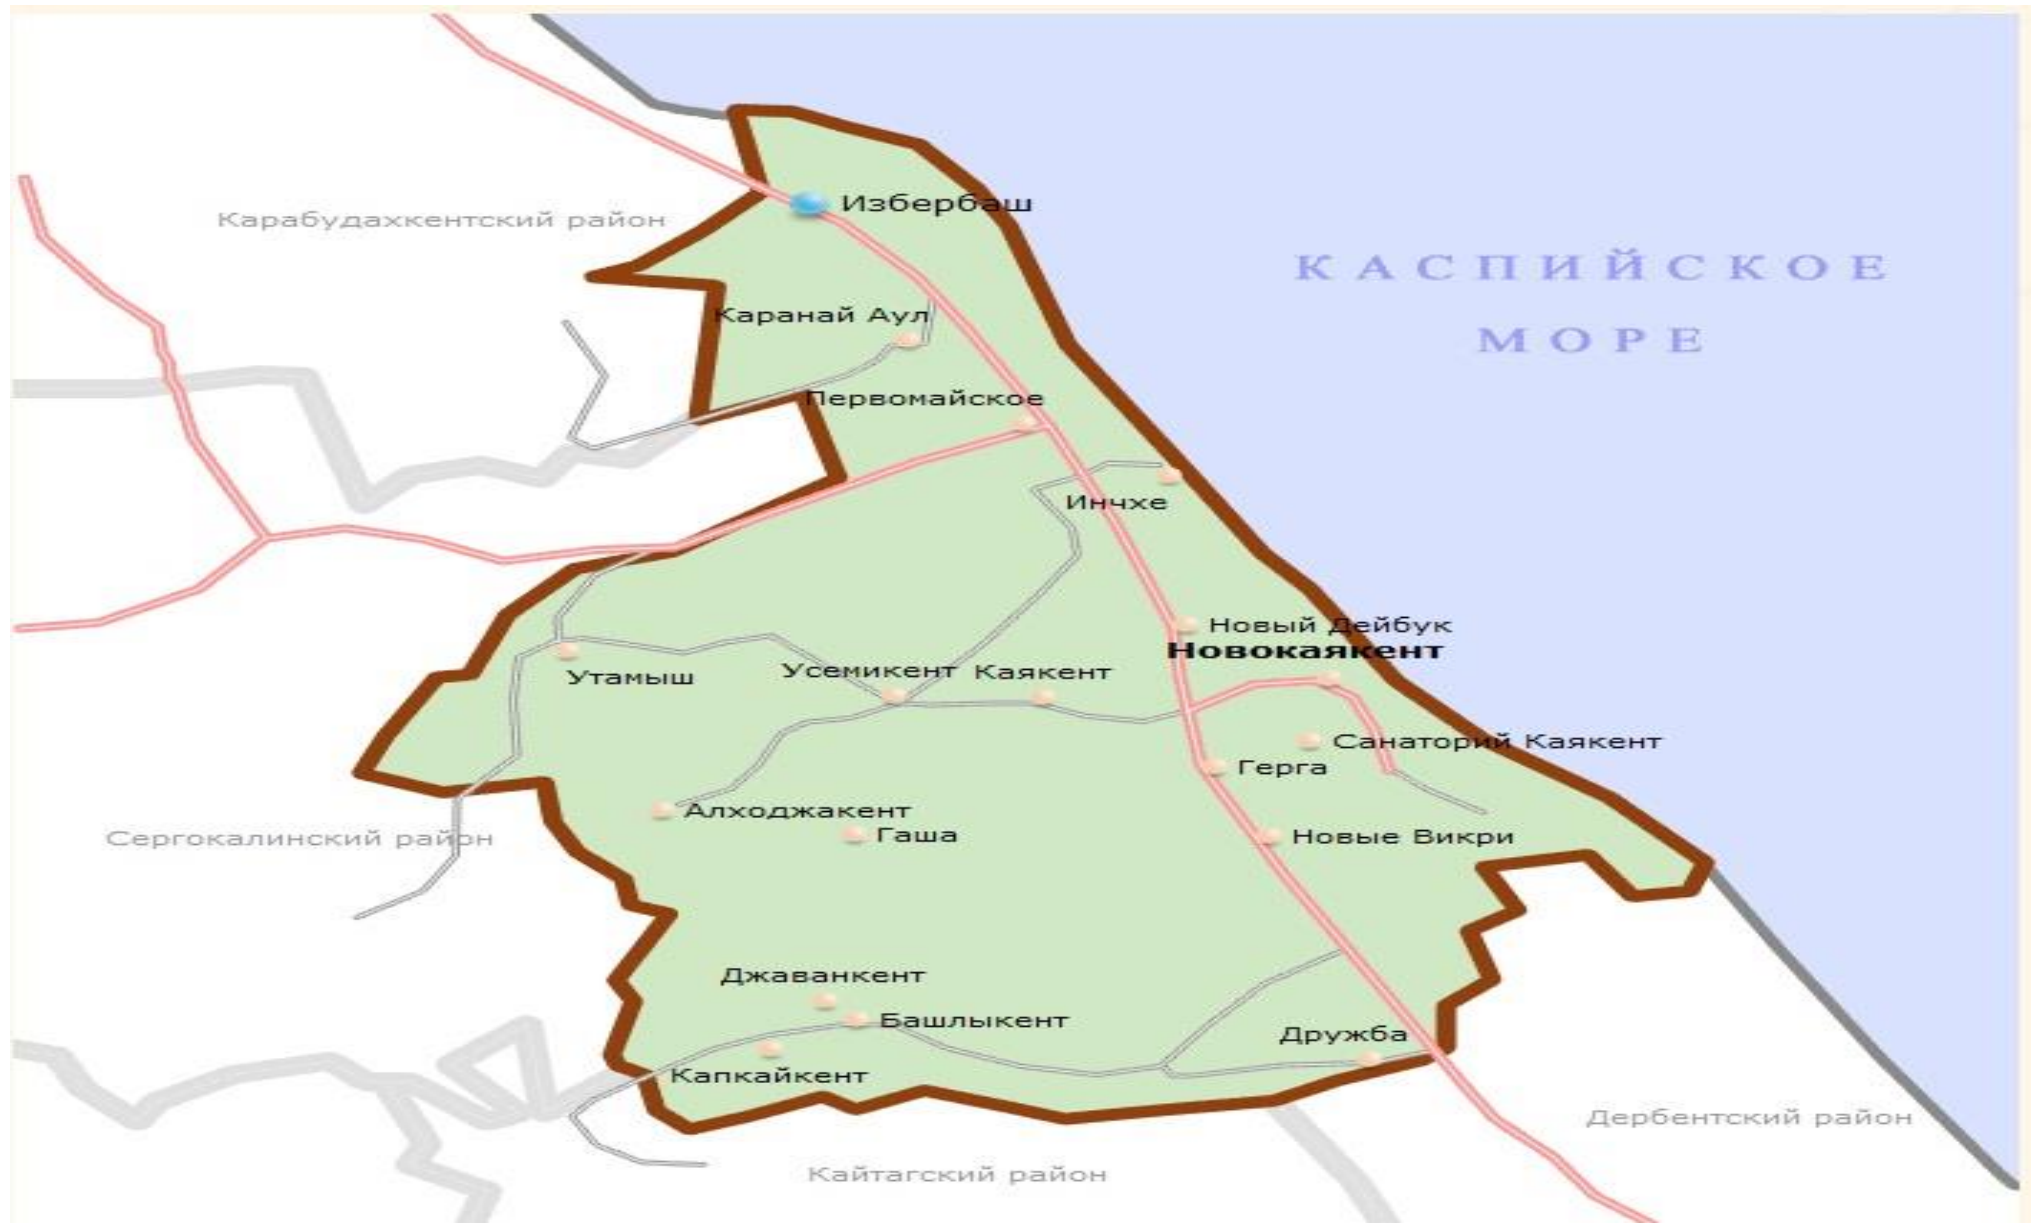 Избербаш
Карабудахкентский район
КАСПИЙСКОЕ
МОРЕ
Каранай Аул
Первомайское
Инчхе
Новый Дейбук
Новокаякент
Усемикент
Каякент
Утамыш
Санаторий Каякент
Герга
Алходжакент
Гаша
Новые Викри
Сергокалинский район
Джаванкент
Башлыкент
Дружба
Капкайкент
Дербентский район
Кайтагский район